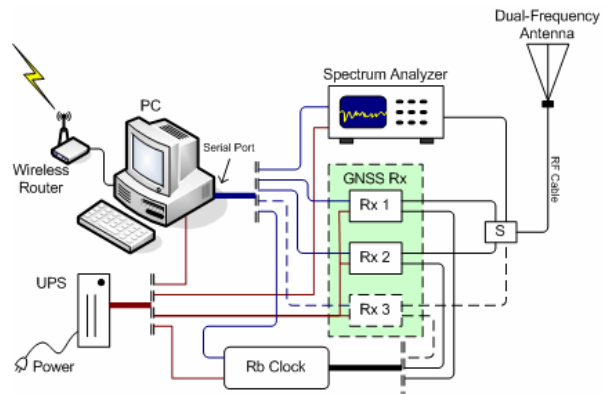 Dual-Frequency
Antenna
Spectrum Analyzer
PC
Serial Port
Wireless
Router
GNSS Rx
Rx 1
RF Cable
S
Rx 2
UPS
Rx 3
Power
Rb Clock